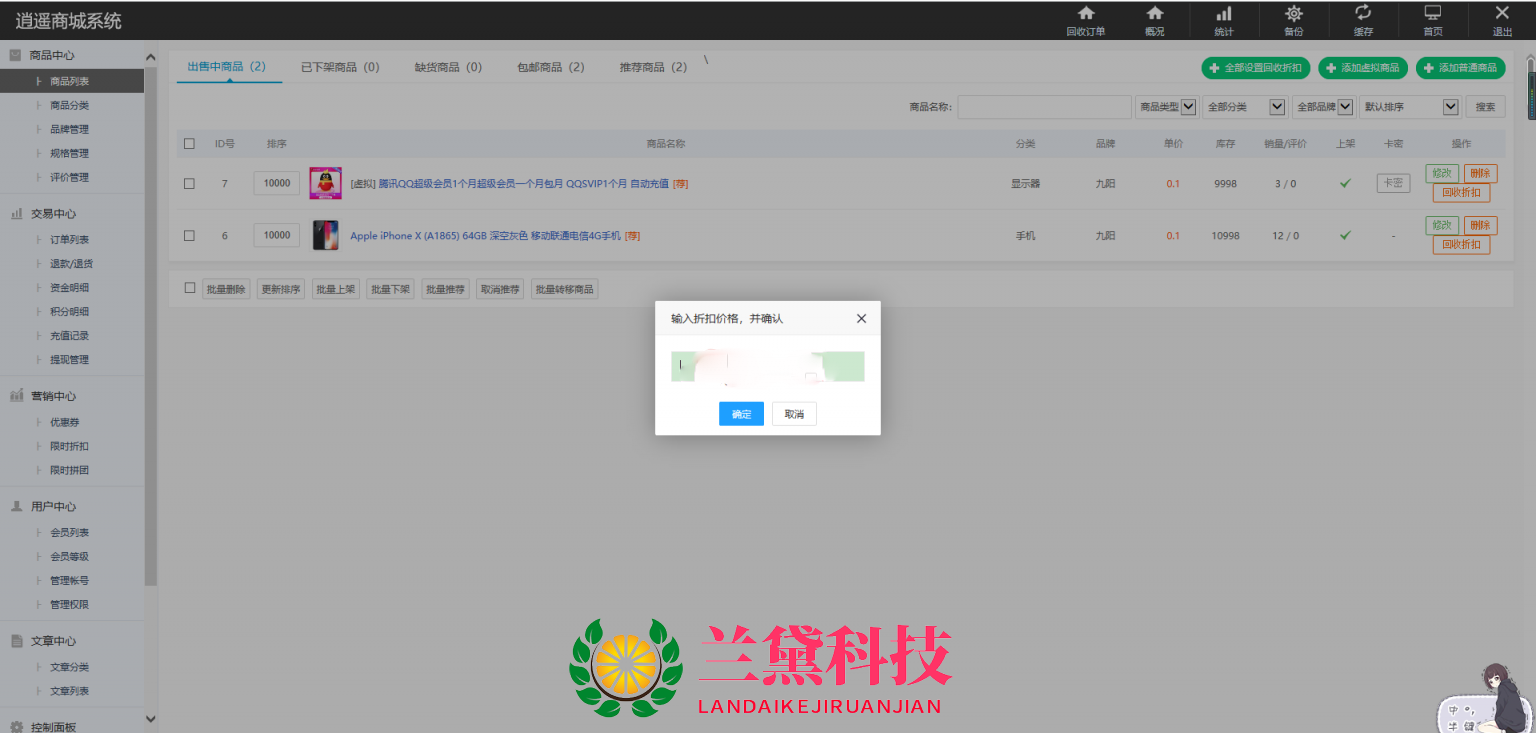 逍遥商城系统
回收订单 概况 统计 备份 缓存 首页 退出
商品中心
商品列表
商品分类
品牌管理
规格管理
评价管理
交易中心
订单列表
退款/退货
资金明细
积分明细
充值记录
提现管理
营销中心
优惠券
限时折扣
限时拼团
用户中心
会员列表
会员等级
管理帐号
管理权限
文章中心
文章分类
文章列表
控制面板
出售中商品 (2) 已下架商品 (0) 缺货商品 (0) 包邮商品 (2) 推荐商品 (2) \
全部设置回收折扣 添加虚拟商品 添加普通商品
商品名称: 商品类型 全部分类 全部品牌 默认排序 搜索
ID号 排序 商品名称 分类 品牌 单价 库存 销量/评价 上架 卡密 操作
7 10000 [虚拟] 腾讯QQ超级会员1个月超级会员一个月包月 QQSVIP1个月 自动充值 [荐] 显示器 九阳 0.1 9998 3 / 0 卡密 修改 删除
回收折扣
6 10000 Apple iPhone X (A1865) 64GB 深空灰色 移动联通电信4G手机 [荐] 手机 九阳 0.1 10998 12 / 0 - 修改 删除
回收折扣
批量删除 更新排序 批量上架 批量下架 批量推荐 取消推荐 批量转移商品
输入折扣价格，并确认
确定 取消
兰黛科技
LANDAIKEJIRUANJIAN
中 °,
半 键